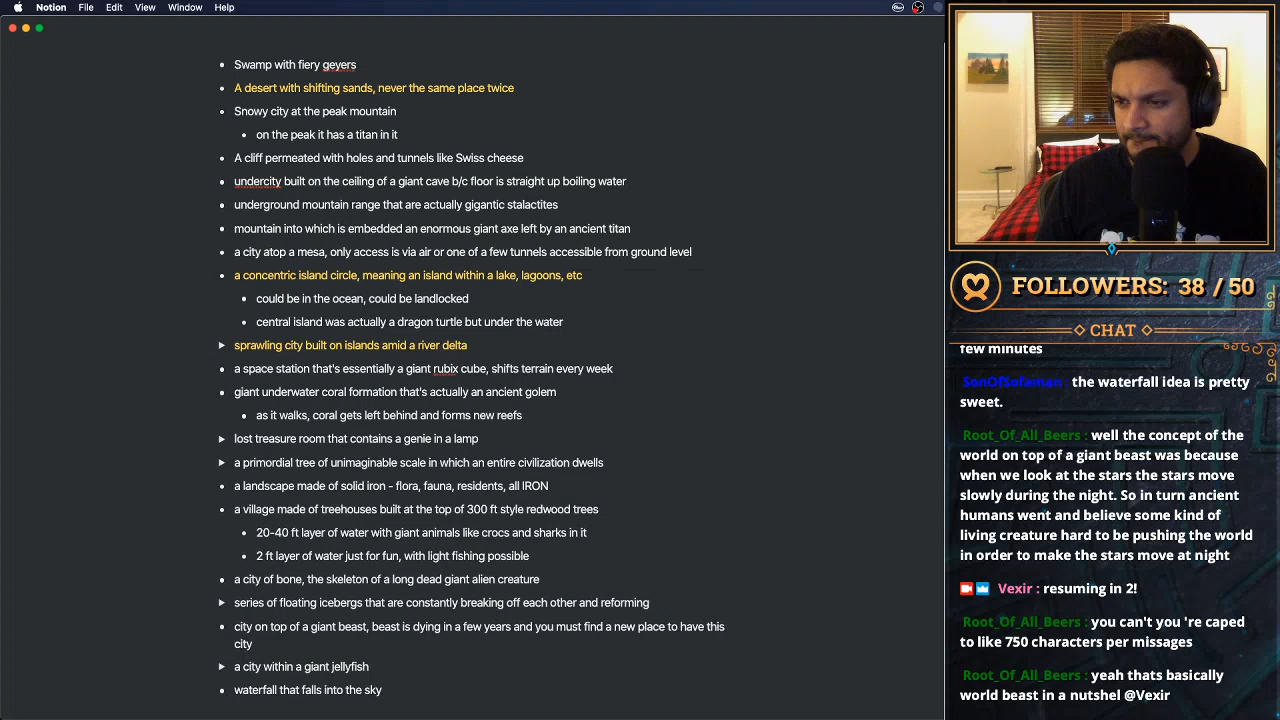 Notion File Edit View Window Help
Swamp with fiery geyers
A desert with shifting sands, never the same place twice
Snowy city at the peak mountain
on the peak it has a titan in it
A cliff permeated with holes and tunnels like Swiss cheese
undercity built on the ceiling of a giant cave b/c floor is straight up boiling water
underground mountain range that are actually gigantic stalactites
mountain into which is embedded an enormous giant axe left by an ancient titan
a city atop a mesa, only access is via air or one of a few tunnels accessible from ground level
a concentric island circle, meaning an island within a lake, lagoons, etc
could be in the ocean, could be landlocked
central island was actually a dragon turtle but under the water
sprawling city built on islands amid a river delta
a space station that's essentially a giant rubix cube, shifts terrain every week
giant underwater coral formation that's actually an ancient golem
as it walks, coral gets left behind and forms new reefs
lost treasure room that contains a genie in a lamp
a primordial tree of unimaginable scale in which an entire civilization dwells
a landscape made of solid iron - flora, fauna, residents, all IRON
a village made of treehouses built at the top of 300 ft style redwood trees
20-40 ft layer of water with giant animals like crocs and sharks in it
2 ft layer of water just for fun, with light fishing possible
a city of bone, the skeleton of a long dead giant alien creature
series of floating icebergs that are constantly breaking off each other and reforming
city on top of a giant beast, beast is dying in a few years and you must find a new place to have this
city
a city within a giant jellyfish
waterfall that falls into the sky
FOLLOWERS: 38 / 50
CHAT
few minutes
SonOfSofaman : the waterfall idea is pretty
sweet.
Root_Of_All_Beers : well the concept of the
world on top of a giant beast was because
when we look at the stars the stars move
slowly during the night. So in turn ancient
humans went and believe some kind of
living creature hard to be pushing the world
in order to make the stars move at night
Vexir : resuming in 2!
Root_Of_All_Beers : you can't you 're caped
to like 750 characters per missages
Root_Of_All_Beers : yeah thats basically
world beast in a nutshel @Vexir